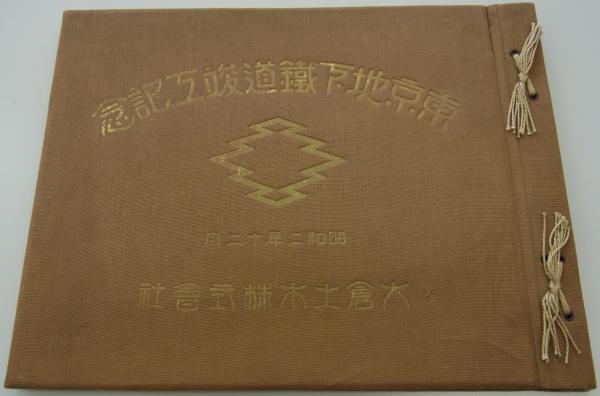 東京地下鐵道竣工記念
昭和二年十二月
大倉土木株式會社